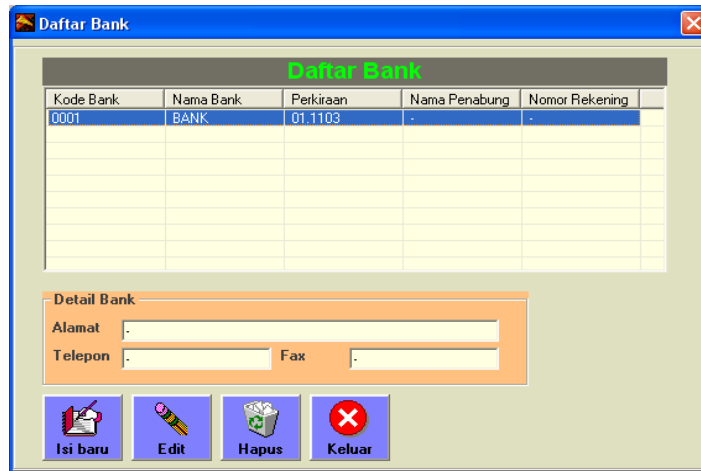 Daftar Bank
Daftar Bank
Kode Bank Nama Bank Perkiraan Nama Penabung Nomor Rekening
0001 BANK 01.1103 - -
Detail Bank
Alamat .
Telepon . Fax .
Isi baru Edit Hapus Keluar